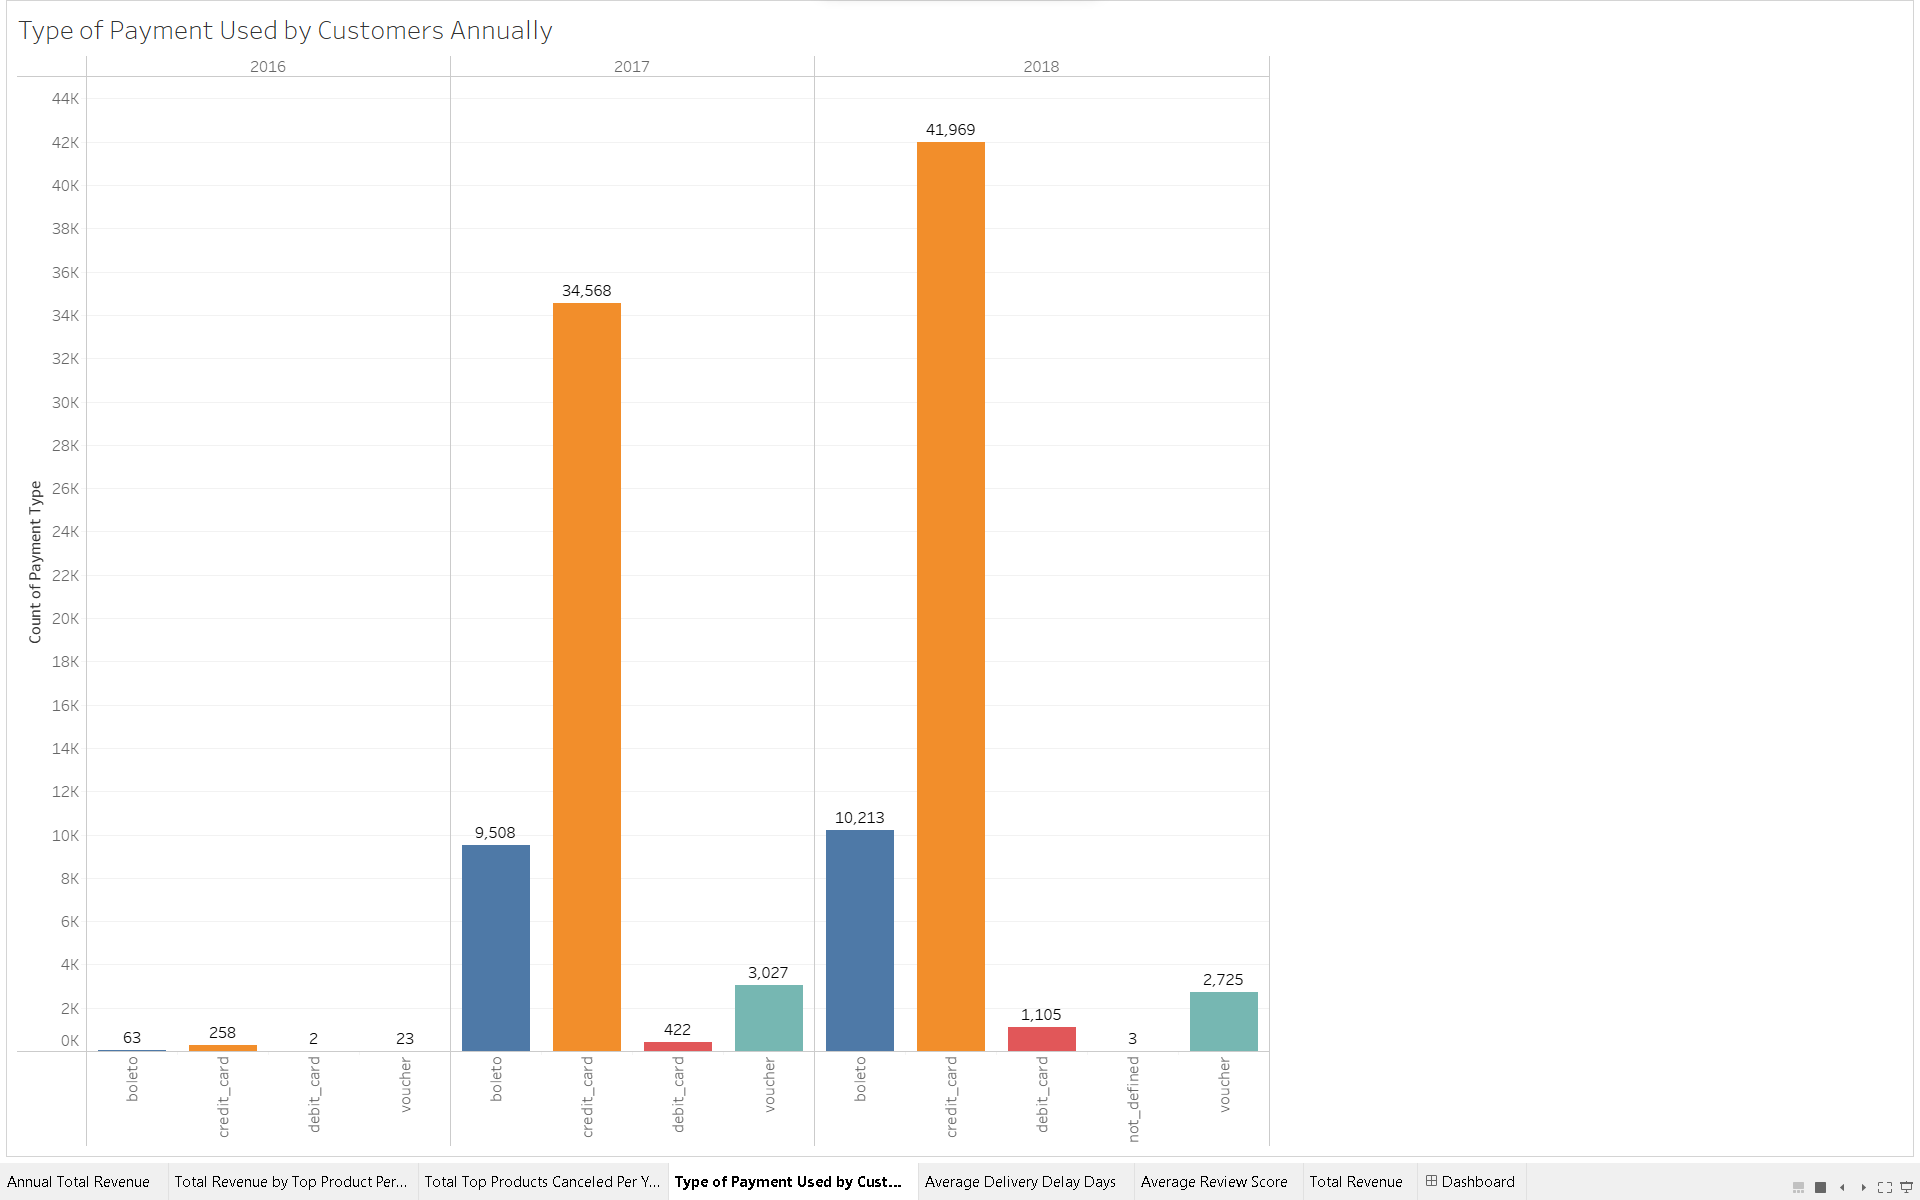 Type of Payment Used by Customers Annually
2016 2017 2018
44K
42K
40K
38K
36K
34K
32K
30K
28K
26K
24K
22K
20K
18K
16K
14K
12K
10K
8K
6K
4K
2K
0K
Count of Payment Type
63 258 2 23
9,508 34,568 422 3,027
10,213 41,969 1,105 3 2,725
boleto credit_card debit_card voucher boleto credit_card debit_card voucher boleto credit_card debit_card not_defined voucher
Annual Total Revenue Total Revenue by Top Product Per... Total Top Products Canceled Per Y... Type of Payment Used by Cust... Average Delivery Delay Days Average Review Score Total Revenue Dashboard